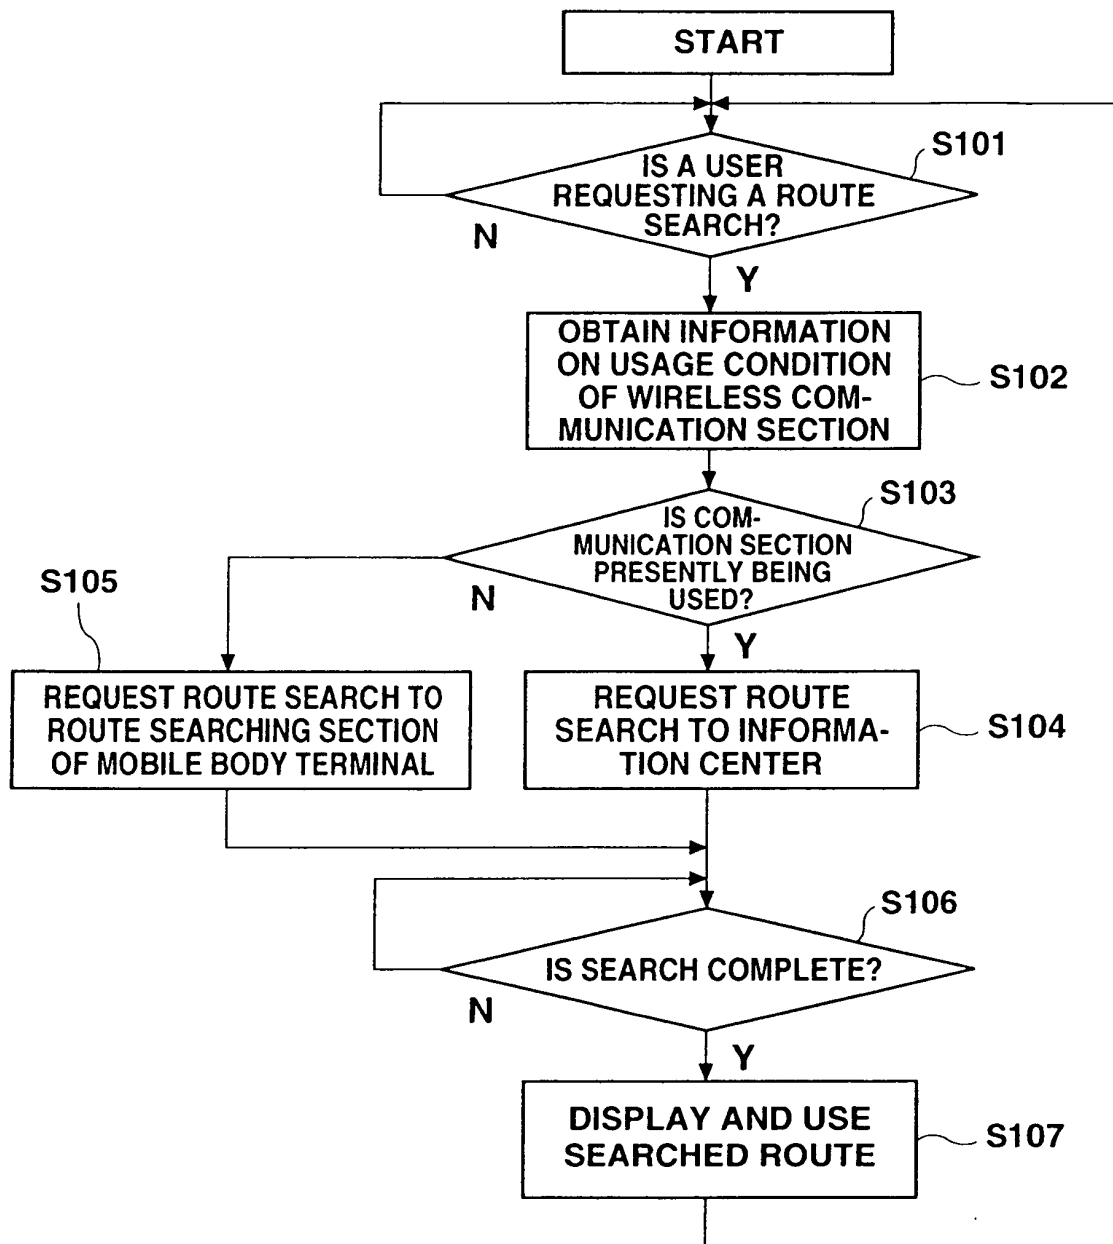 START
S101
IS A USER
REQUESTING A ROUTE
SEARCH?
N
Y
OBTAIN INFORMATION
ON USAGE CONDITION
OF WIRELESS COM-
MUNICATION SECTION
S102
S103
IS COM-
MUNICATION SECTION
PRESENTLY BEING
USED?
N
Y
S105
REQUEST ROUTE SEARCH TO
ROUTE SEARCHING SECTION
OF MOBILE BODY TERMINAL
REQUEST ROUTE
SEARCH TO INFORMA-
TION CENTER
S104
S106
IS SEARCH COMPLETE?
N
Y
DISPLAY AND USE
SEARCHED ROUTE
S107